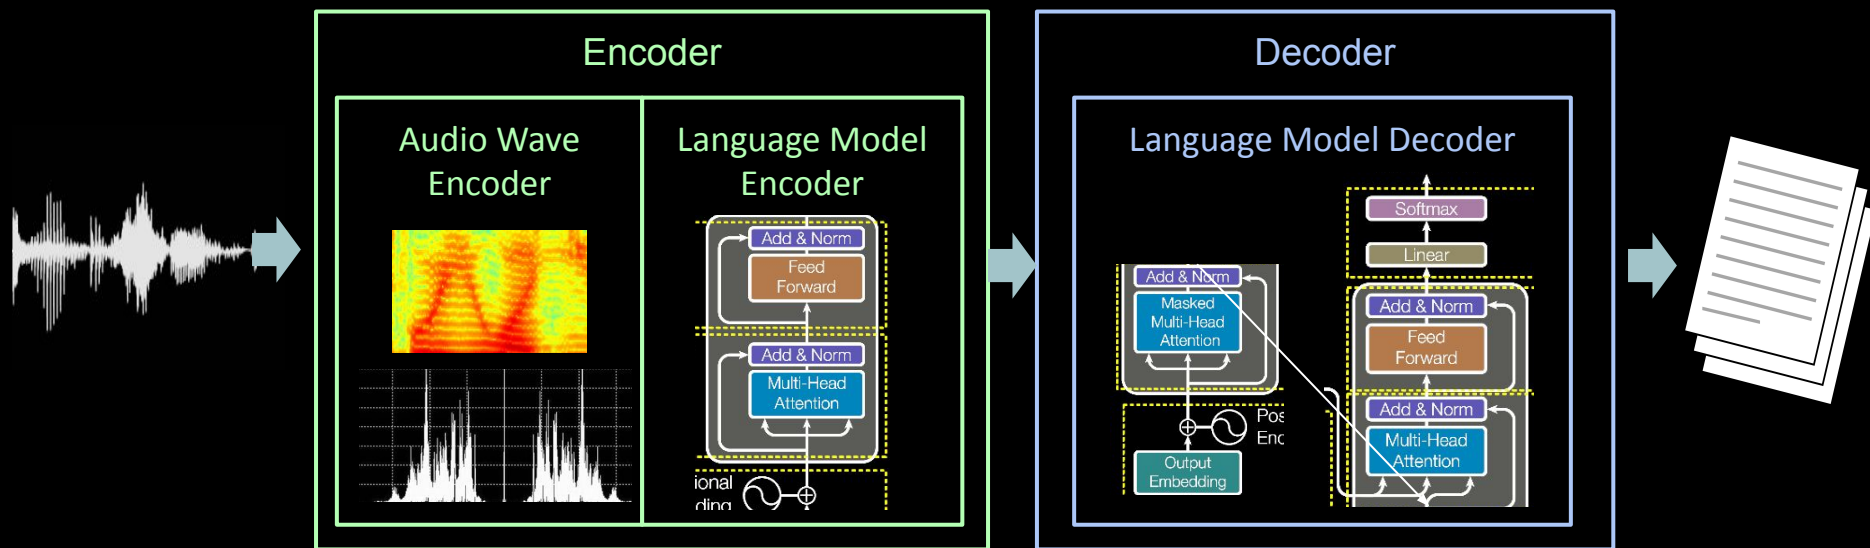 Encoder
Audio Wave
Encoder
Language Model
Encoder
Add & Norm
Feed
Forward
Add & Norm
Multi-Head
Attention
ional
ding
Decoder
Language Model Decoder
Add & Norm
Masked
Multi-Head
Attention
Pos
Enc
Output
Embedding
Softmax
Linear
Add & Norm
Feed
Forward
Add & Norm
Multi-Head
Attention